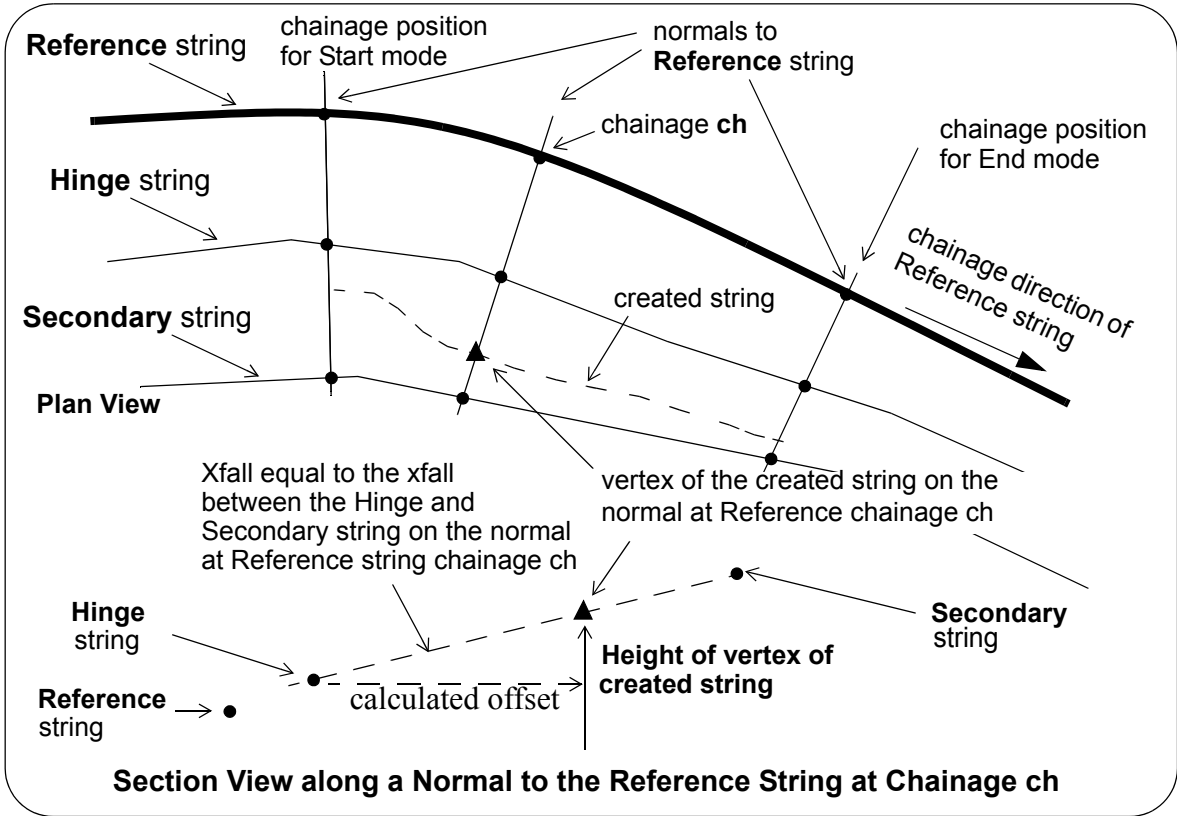 Reference string
chainage position
for Start mode
normals to
Reference string
chainage ch
chainage position
for End mode
Hinge string
chainage direction of
Reference string
created string
Secondary string
Plan View
Xfall equal to the xfall
between the Hinge and
Secondary string on the normal
at Reference string chainage ch
vertex of the created string on the
normal at Reference chainage ch
Hinge
string
Secondary
string
Reference
string
calculated offset
Height of vertex of
created string
Section View along a Normal to the Reference String at Chainage ch